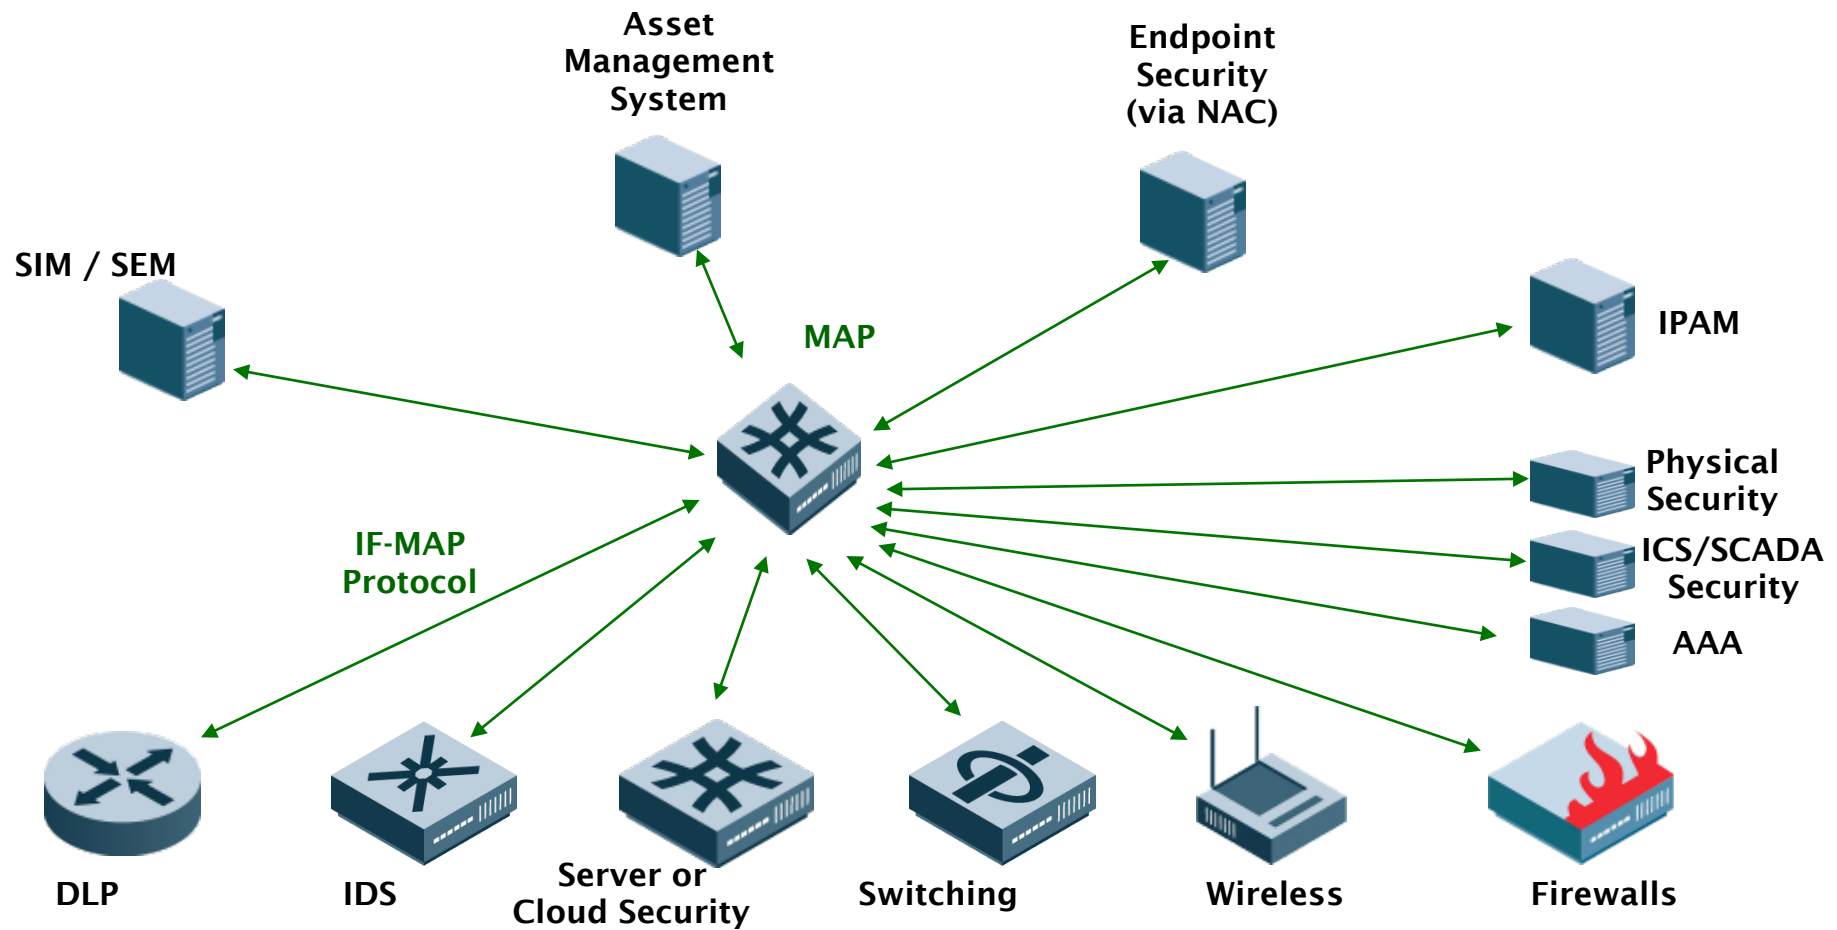 Asset
Management
System
Endpoint
Security
(via NAC)
SIM / SEM
IPAM
MAP
Physical
Security
IF-MAP
Protocol
ICS/SCADA
Security
AAA
DLP
IDS
Server or
Cloud Security
Switching
Wireless
Firewalls